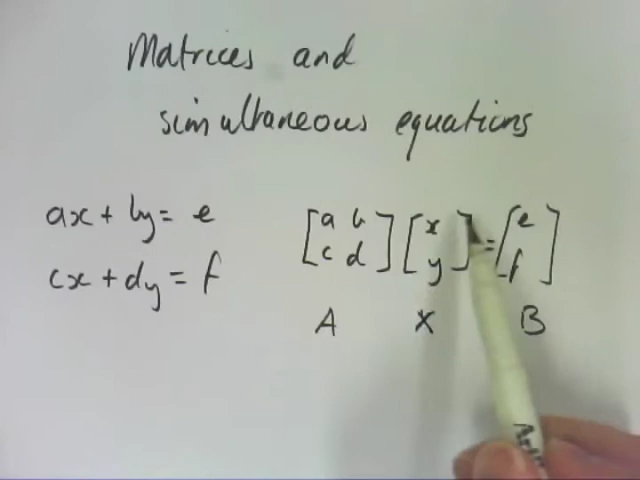 Matrices and
simultaneous equations
ax + by = e
cx + dy = f
[a b
c d] [x
y] = [e
f]
A X B